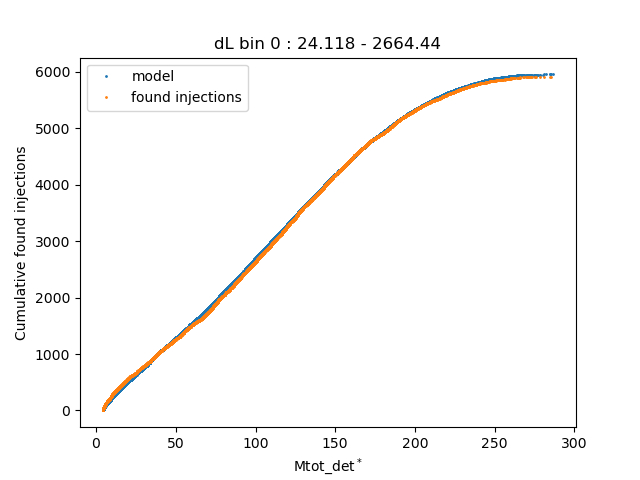 dL bin 0 : 24.118 - 2664.44
model
found injections
Cumulative found injections
6000
5000
4000
3000
2000
1000
0
0 50 100 150 200 250 300
Mtot_det*